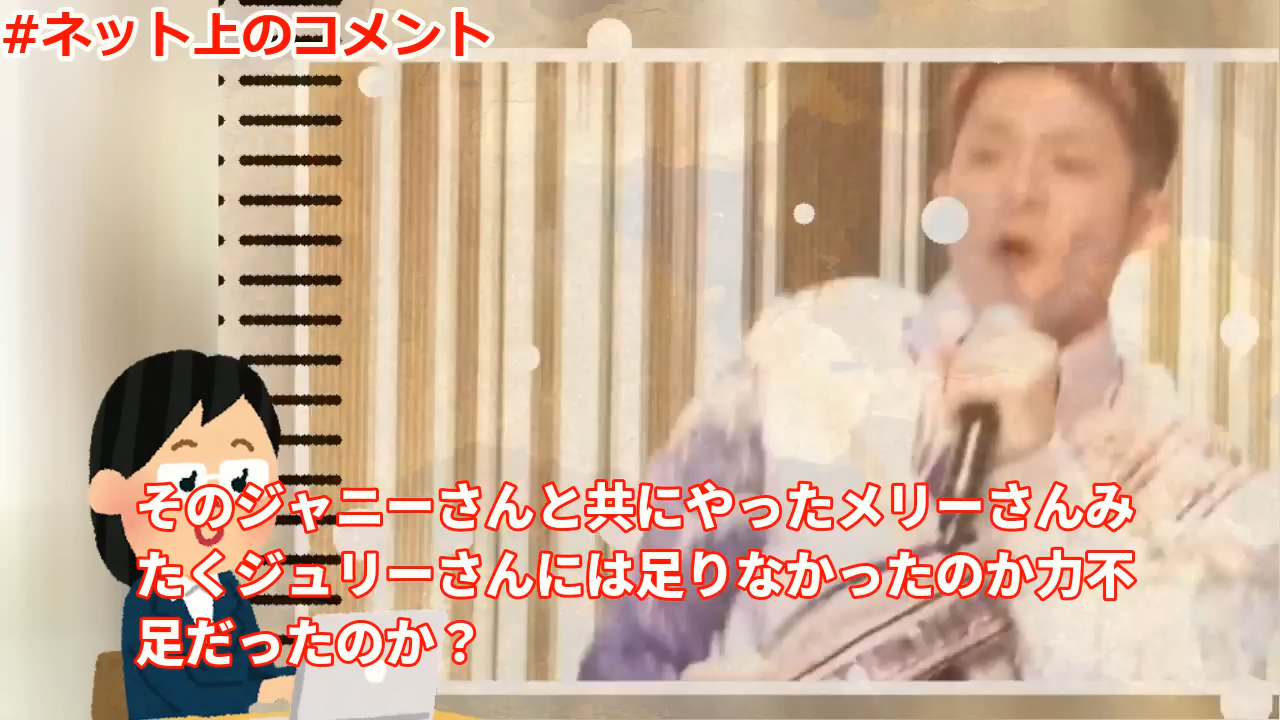 #ネット上のコメント
そのジャニーさんと共にやったメリーさんみ
たくジュリーさんには足りなかったのか力不
足だったのか？